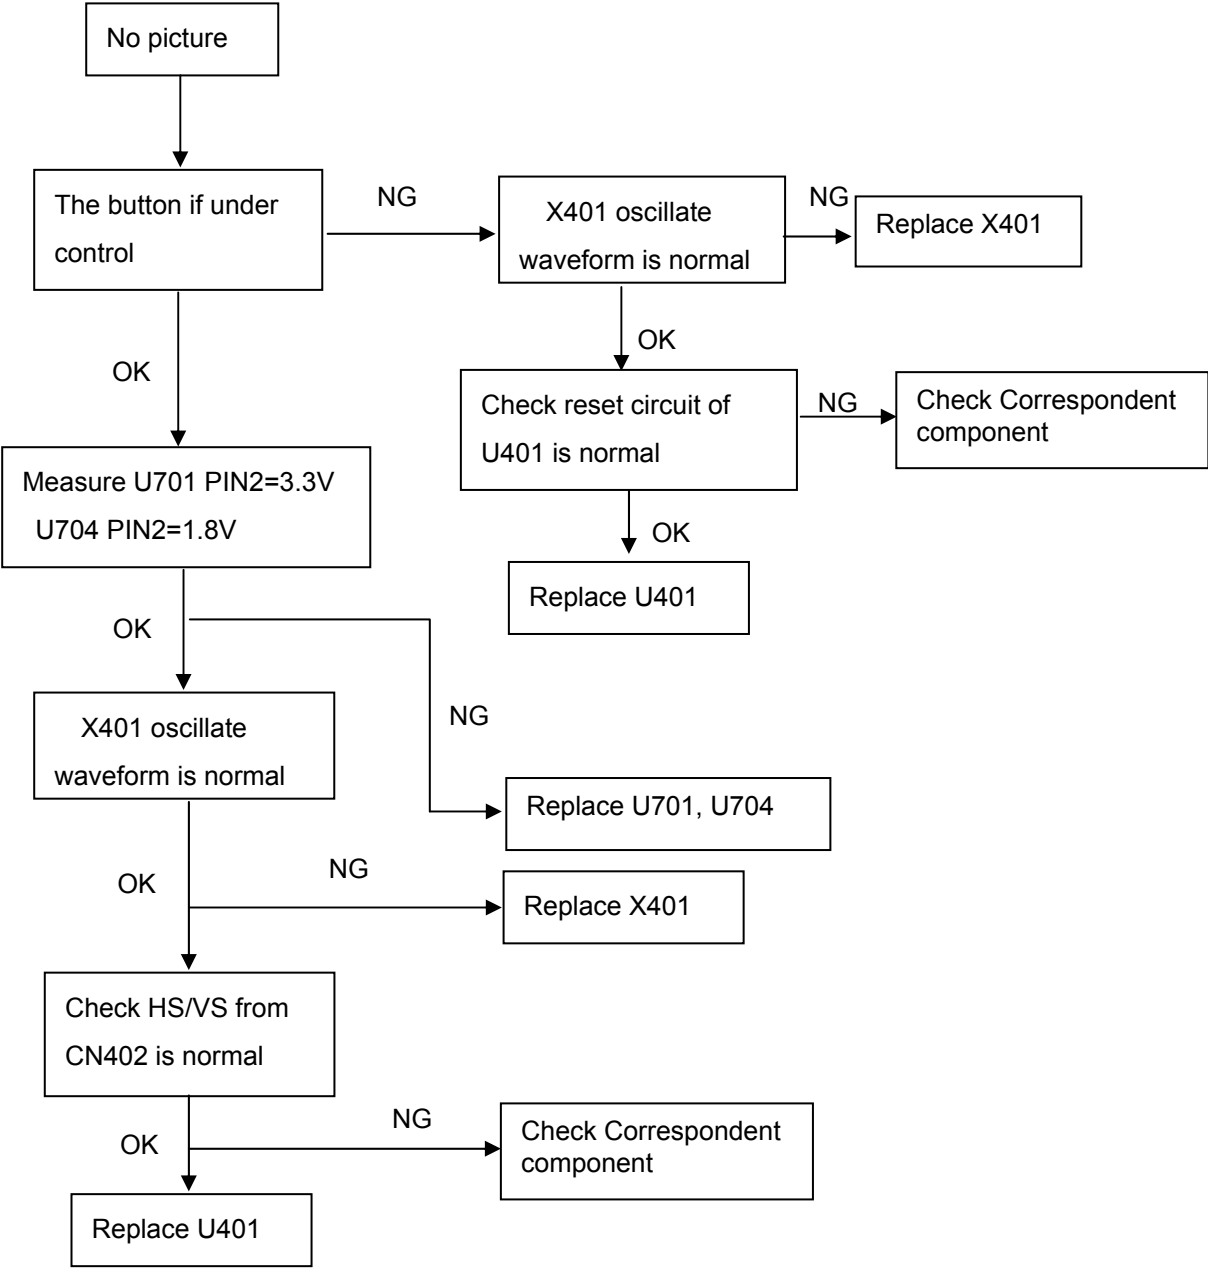 No picture
The button if under
control
NG
X401 oscillate
waveform is normal
NG
Replace X401
OK
OK
Check reset circuit of
U401 is normal
NG
Check Correspondent
component
Measure U701 PIN2=3.3V
U704 PIN2=1.8V
OK
Replace U401
OK
NG
X401 oscillate
waveform is normal
Replace U701, U704
OK
NG
Replace X401
Check HS/VS from
CN402 is normal
OK
NG
Check Correspondent
component
Replace U401